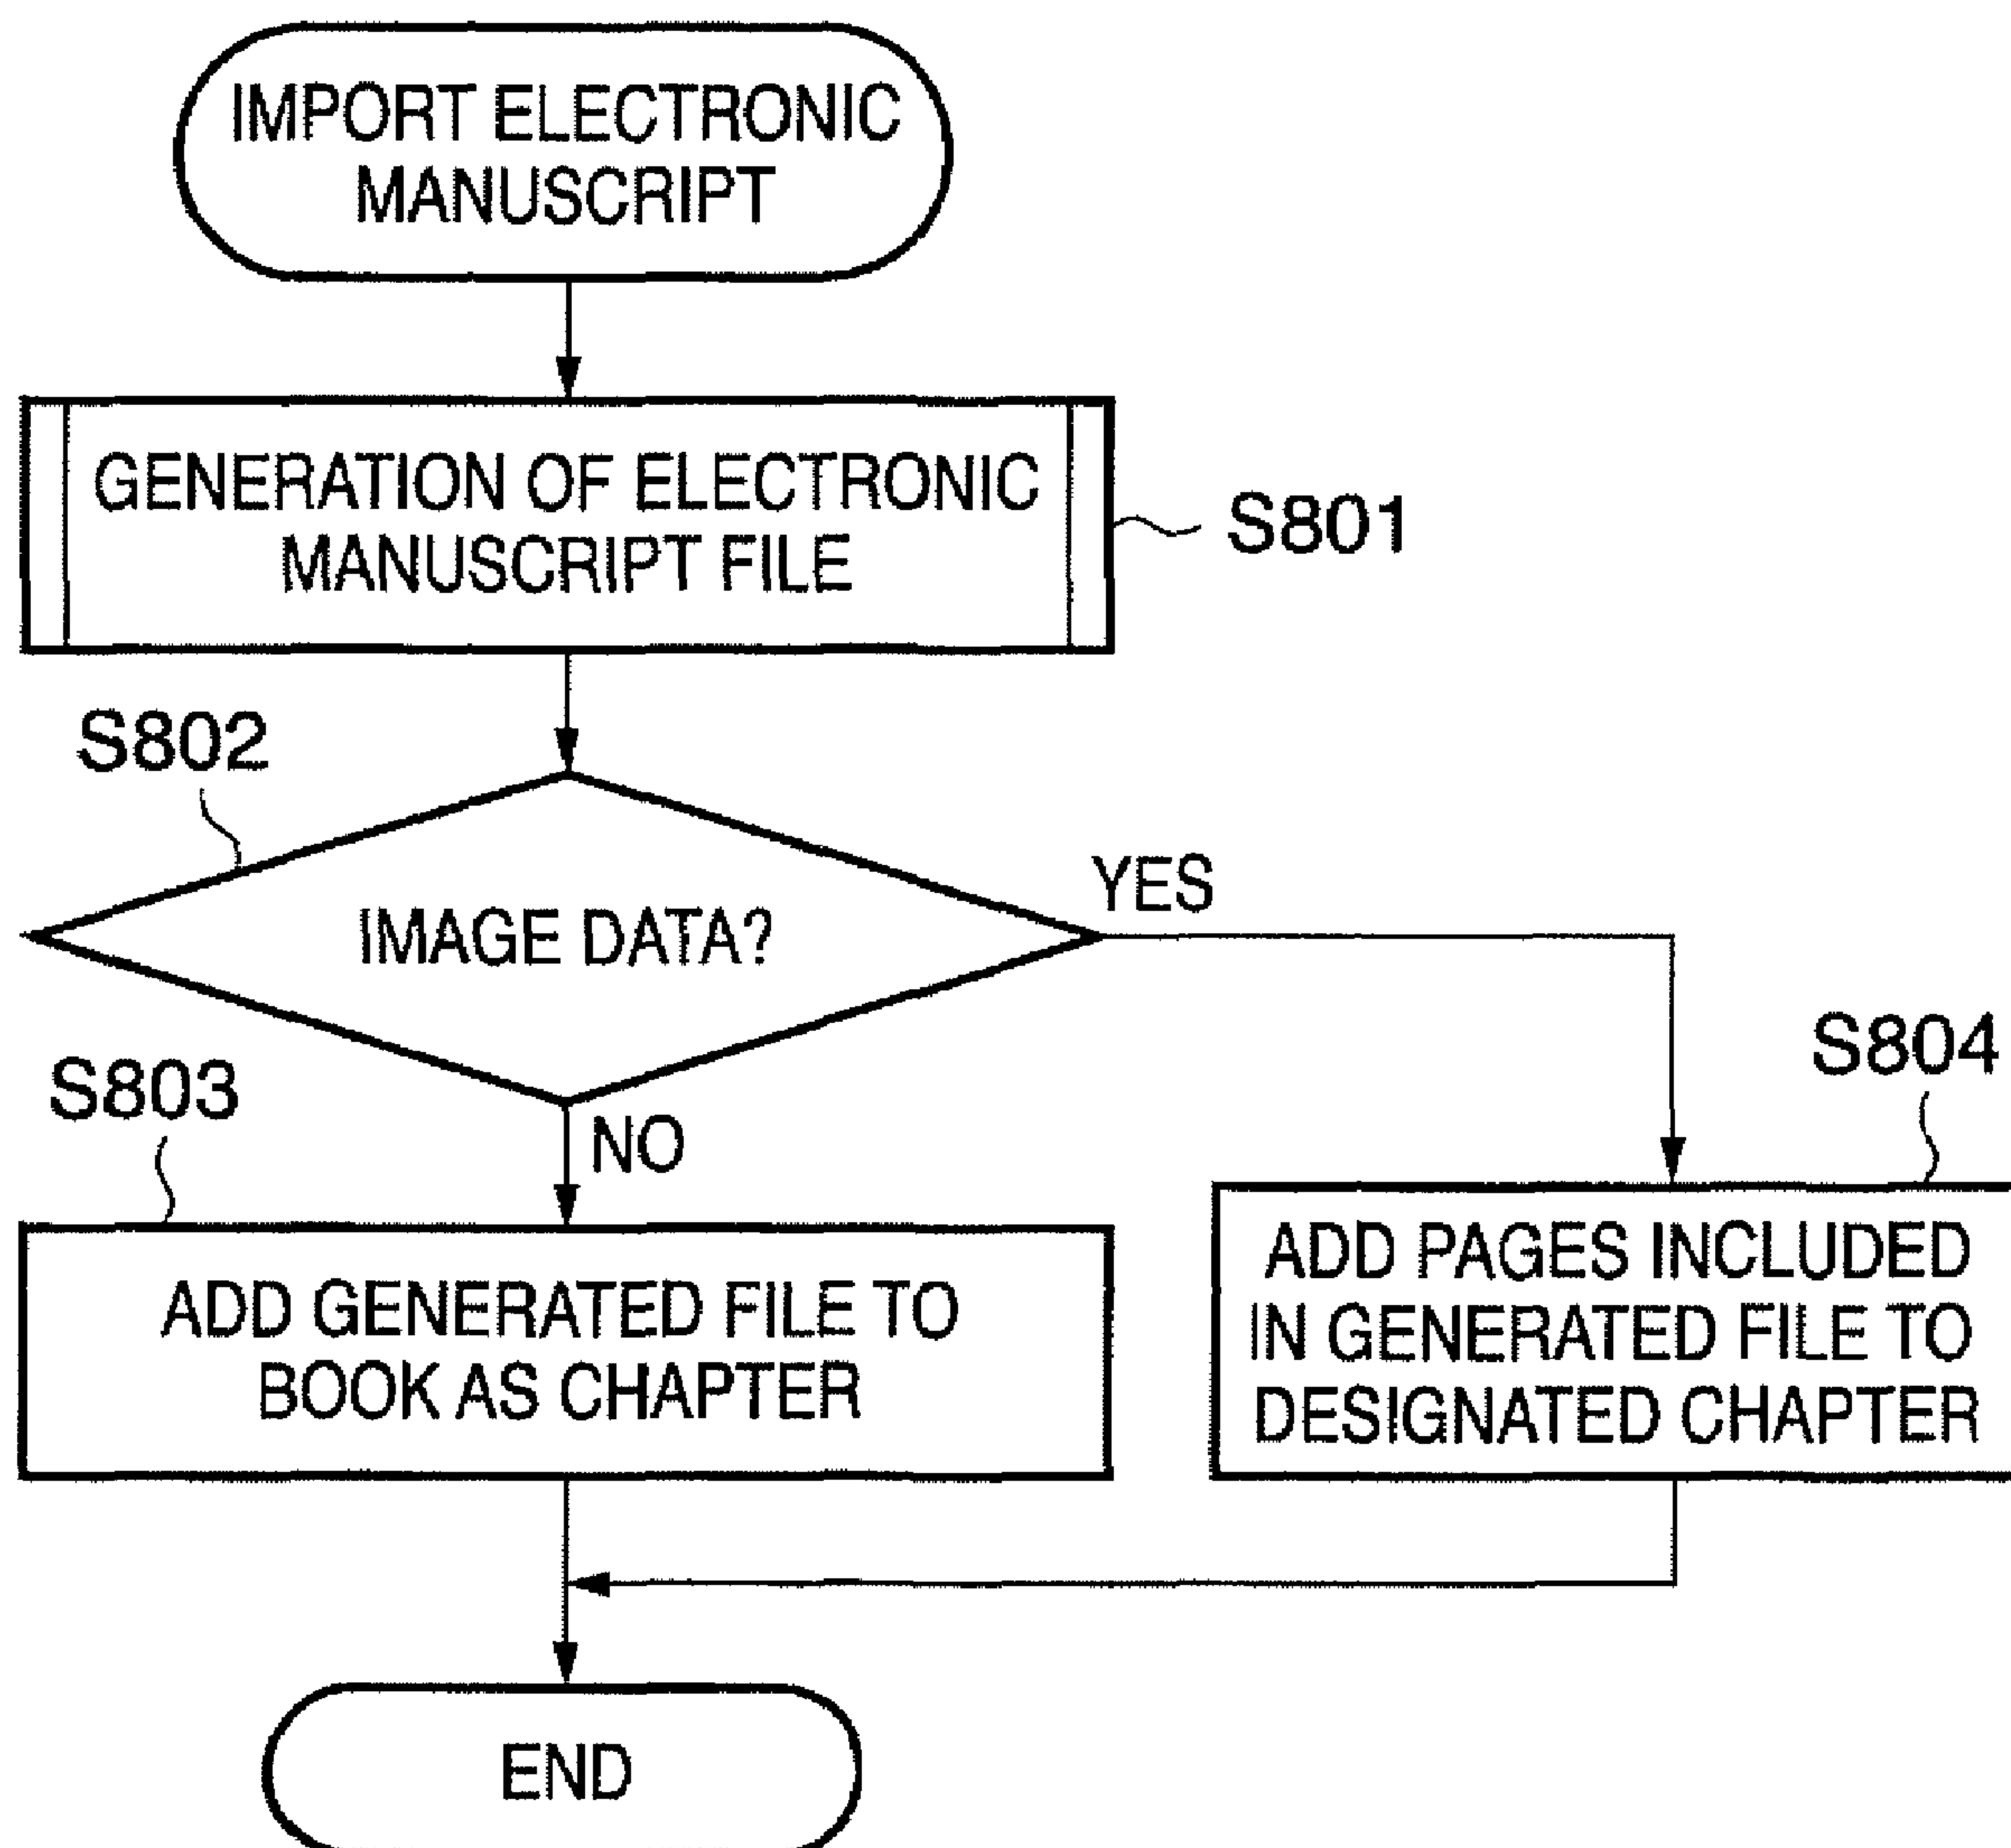 IMPORT ELECTRONIC
MANUSCRIPT
GENERATION OF ELECTRONIC
MANUSCRIPT FILE
S801
S802
IMAGE DATA?
YES
NO
S803
ADD GENERATED FILE TO
BOOK AS CHAPTER
S804
ADD PAGES INCLUDED
IN GENERATED FILE TO
DESIGNATED CHAPTER
END